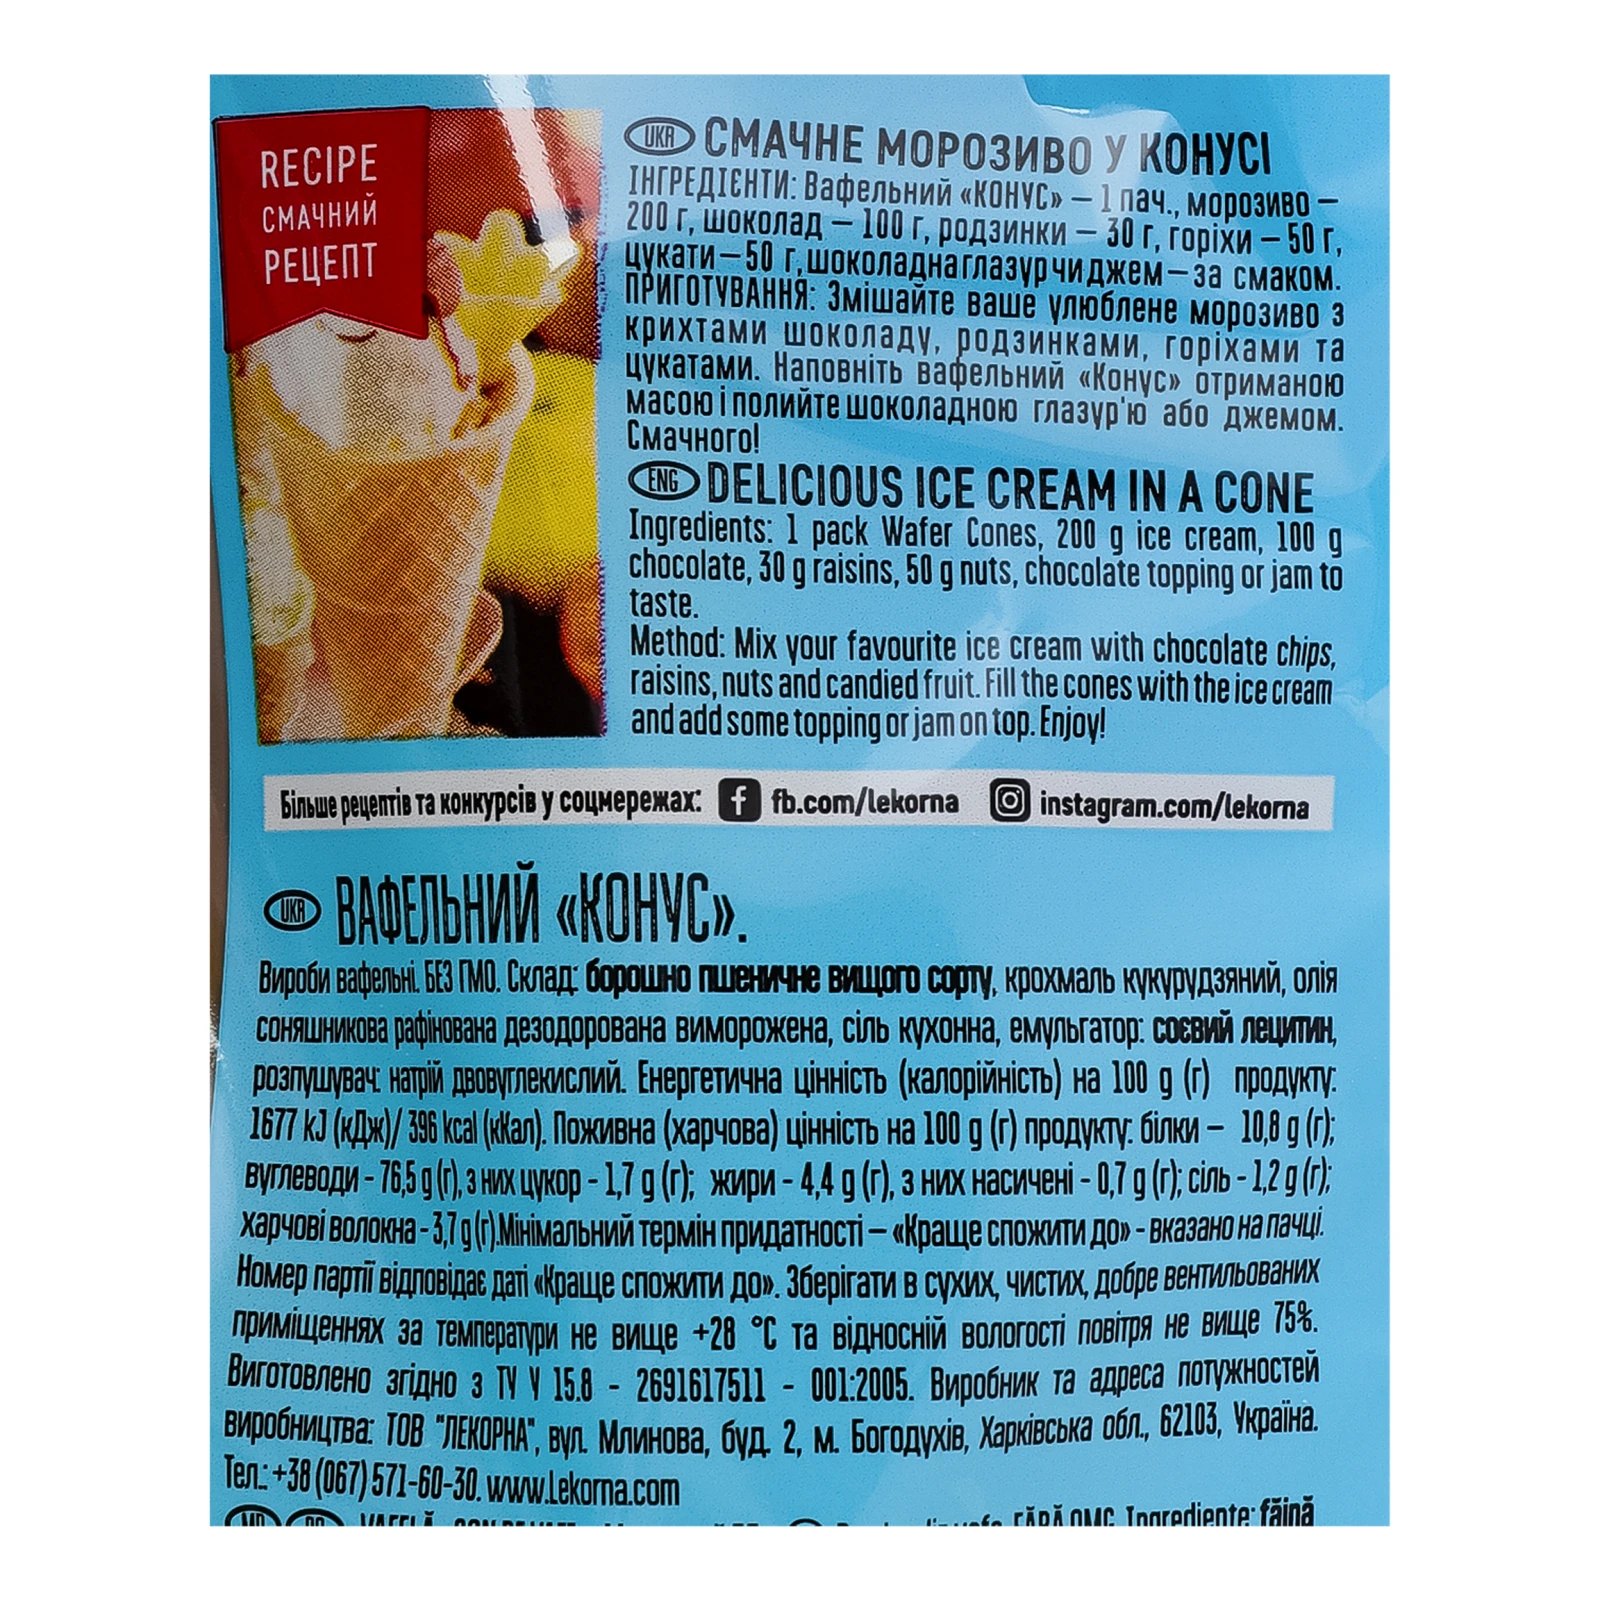 RECIPE
СМАЧНИЙ
РЕЦЕПТ
UKR СМАЧНЕ МОРОЗИВО У КОНУСІ
ІНГРЕДІЄНТИ: Вафельний «КОНУС» – 1 пач., морозиво –
200 г, шоколад – 100 г, родзинки – 30 г, горіхи – 50 г,
цукати – 50 г, шоколадна глазур чи джем – за смаком.
ПРИГОТУВАННЯ: Змішайте ваше улюблене морозиво з
крихтами шоколаду, родзинками, горіхами та
цукатами. Наповніть вафельний «Конус» отриманою
масою і полийте шоколадною глазур'ю або джемом.
Смачного!
ENG DELICIOUS ICE CREAM IN A CONE
Ingredients: 1 pack Wafer Cones, 200 g ice cream, 100 g
chocolate, 30 g raisins, 50 g nuts, chocolate topping or jam to
taste.
Method: Mix your favourite ice cream with chocolate chips,
raisins, nuts and candied fruit. Fill the cones with the ice cream
and add some topping or jam on top. Enjoy!
Більше рецептів та конкурсів у соцмережах: fb.com/lekorna instagram.com/lekorna
UKR ВАФЕЛЬНИЙ «КОНУС».
Вироби вафельні. БЕЗ ГМО. Склад: борошно пшеничне вищого сорту, крохмаль кукурудзяний, олія
соняшникова рафінована дезодорована виморожена, сіль кухонна, емульгатор: соєвий лецитин,
розпушувач: натрій двовуглекислий. Енергетична цінність (калорійність) на 100 g (г) продукту:
1677 kJ (кДж)/ 396 kcal (кКал). Поживна (харчова) цінність на 100 g (г) продукту: білки – 10,8 g (г);
вуглеводи - 76,5 g (г), з них цукор - 1,7 g (г); жири - 4,4 g (г), з них насичені - 0,7 g (г); сіль - 1,2 g (г);
харчові волокна - 3,7 g (г).Мінімальний термін придатності – «Краще спожити до» - вказано на пачці.
Номер партії відповідає даті «Краще спожити до». Зберігати в сухих, чистих, добре вентильованих
приміщеннях за температури не вище +28 °С та відносній вологості повітря не вище 75%.
Виготовлено згідно з ТУ У 15.8 - 2691617511 - 001:2005. Виробник та адреса потужностей
виробництва: ТОВ "ЛЕКОРНА", вул. Млинова, буд. 2, м. Богодухів, Харківська обл., 62103, Україна.
Тел.: +38 (067) 571-60-30. www.Lekorna.com
FĂRĂ OMG. Ingrediente: făină